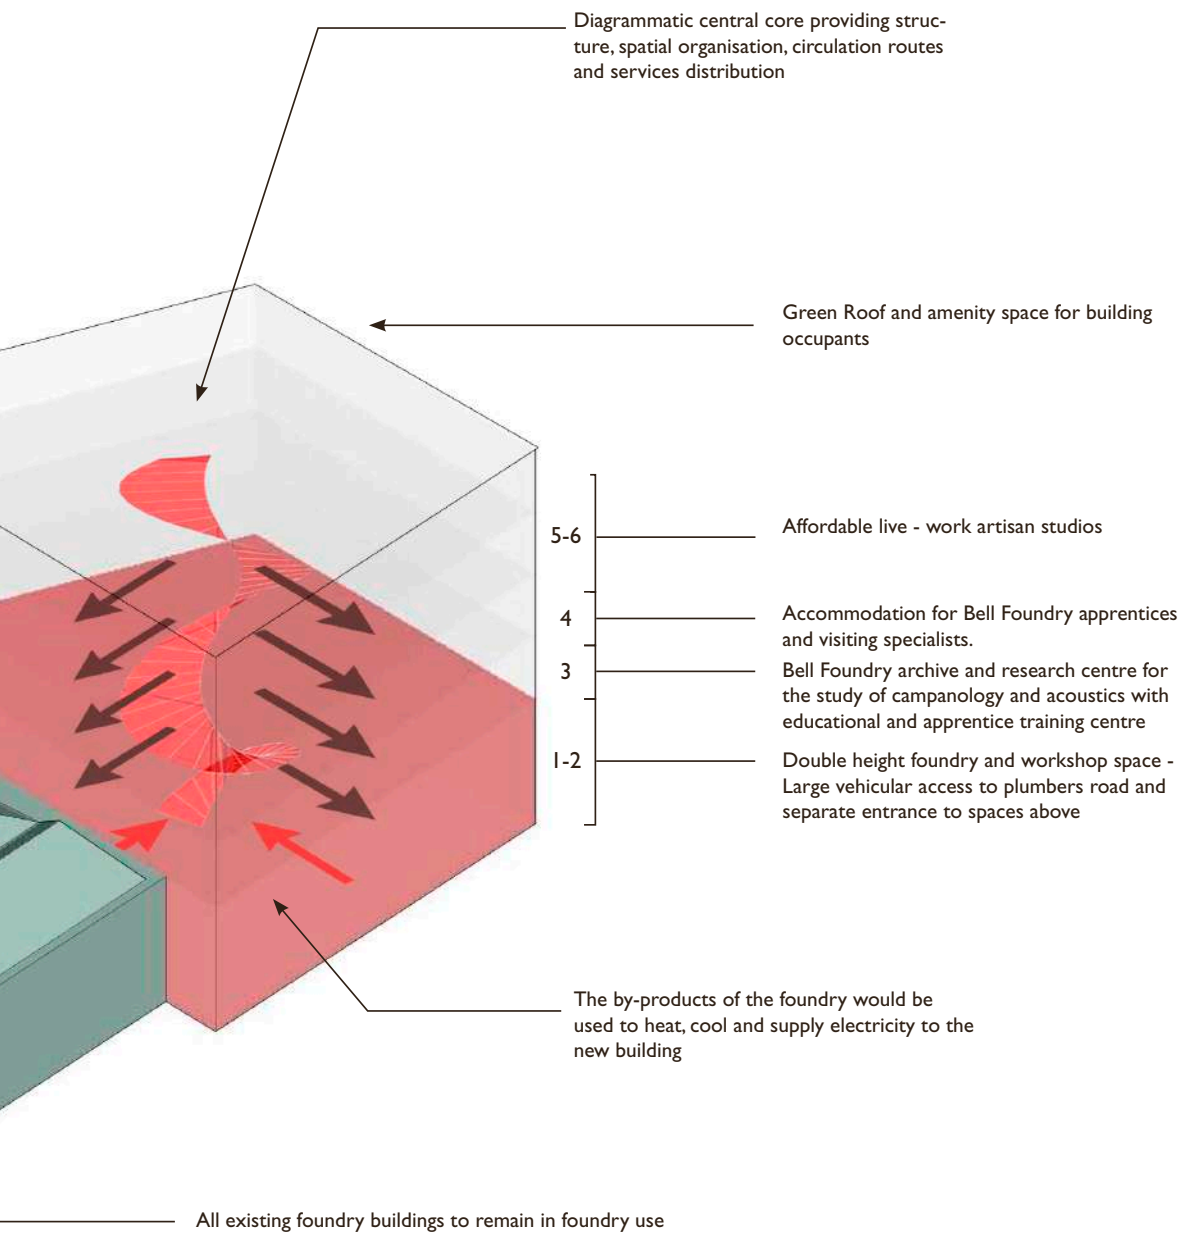 Diagrammatic central core providing struc-
ture, spatial organisation, circulation routes
and services distribution
Green Roof and amenity space for building
occupants
5-6
Affordable live - work artisan studios
4
Accommodation for Bell Foundry apprentices
and visiting specialists.
3
Bell Foundry archive and research centre for
the study of campanology and acoustics with
educational and apprentice training centre
1-2
Double height foundry and workshop space -
Large vehicular access to plumbers road and
separate entrance to spaces above
The by-products of the foundry would be
used to heat, cool and supply electricity to the
new building
All existing foundry buildings to remain in foundry use